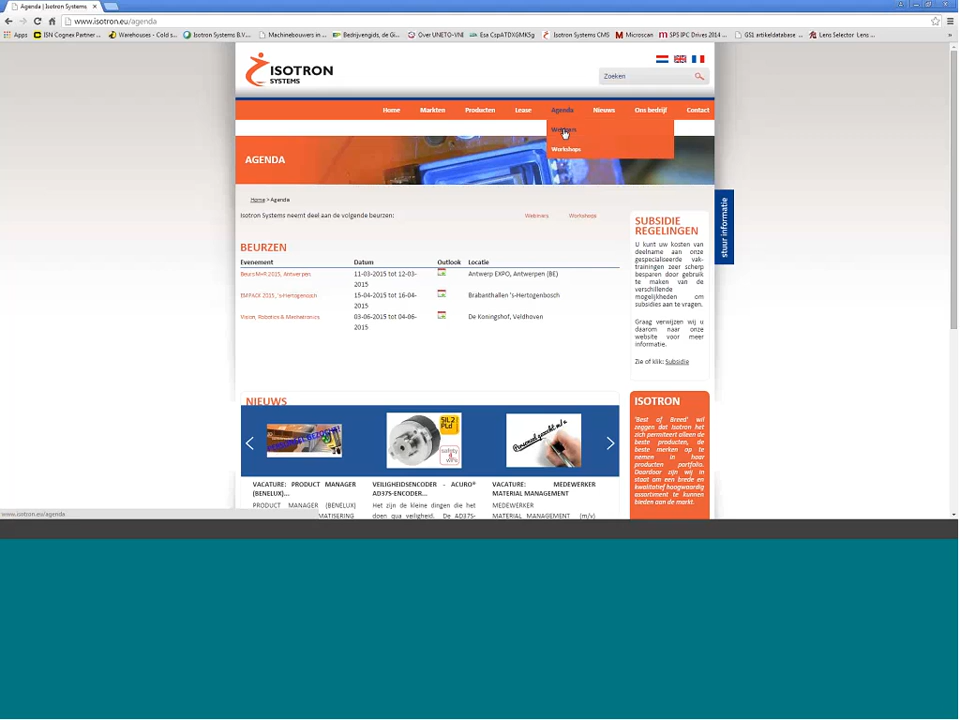 Agenda | Isotron Systems
www.isotron.eu/agenda
Apps ISN Cognex Partner ... Warehouses - Cold s... Isotron Systems B.V... Machinebouwers in ... Bedrijvengids, de Gi... Over UNETO-VNI Isotron Systems CMS Microscan SPS IPC Drives 2014 ... GS1 artikeldatabase ... Lens Selector Lens ...
ISOTRON
SYSTEMS
Zoeken
Home Markten Producten Lease Agenda Nieuws Ons bedrijf Contact
Workshops
AGENDA
stuur informatie
Home > Agenda
Isotron Systems neemt deel aan de volgende beurzen:
Webinars Workshops
BEURZEN
Evenement Datum Outlook Locatie
Beurs M+R 2015, Antwerpen 11-03-2015 tot 12-03-2015 Antwerp EXPO, Antwerpen (BE)
EMPACK 2015, 's-Hertogenbosch 15-04-2015 tot 16-04-2015 Brabanthallen 's-Hertogenbosch
Vision, Robotics & Mechatronics 03-06-2015 tot 04-06-2015 De Koningshof, Veldhoven
SUBSIDIE
REGELINGEN
U kunt uw kosten van
deelname aan onze
gespecialiseerde vak-
trainingen zeer scherp
besparen door gebruik
te maken van de
verschillende
mogelijkheden om
subsidies aan te vragen.
Graag verwijzen wij u
daarom naar onze
website voor meer
informatie.
Zie of klik: Subsidie
NIEUWS
SIL2
PLd
safety
VACATURE: PRODUCT MANAGER
(BENELUX)...
PRODUCT MANAGER (BENELUX)
VEILIGHEIDSENCODER - ACURO®
AD37S-ENCODER...
Het zijn de kleine dingen die het
doen qua veiligheid. De AD37S-
VACATURE: MEDEWERKER
MATERIAL MANAGEMENT
MEDEWERKER
MATERIAL MANAGEMENT (m/v)
ISOTRON
'Best of Breed' wil
zeggen dat Isotron het
zich permiteert alleen de
beste producten, de
beste merken op te
nemen in haar
producten partfolio.
Daardoor zijn wij in
staat om een brede en
kwalitatief hoogwaardig
assortiment te kunnen
bieden aan de markt.
www.isotron.eu/agenda